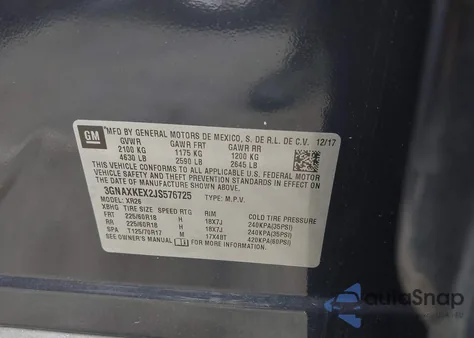 GM
MFD BY GENERAL MOTORS DE MEXICO, S. DE R.L. DE C.V. 12/17
GVWR GAWR FRT GAWR RR
2100 KG 1175 KG 1200 KG
4630 LB 2590 LB 2645 LB
THIS VEHICLE CONFORMS TO ALL APPLICABLE U.S. FEDERAL
MOTOR VEHICLE SAFETY AND THEFT PREVENTION STANDARDS IN
EFFECT ON THE DATE OF MANUFACTURE SHOWN ABOVE.
3GNAXKEX2JS576725 TYPE: M.P.V.
MODEL: XR26
XBHG TIRE SIZE SPEED RTG RIM COLD TIRE PRESSURE
FRT 225/60R18 H 18X7J 240KPA(35PSI)
RR 225/60R18 H 18X7J 240KPA(35PSI)
SPA T125/70R17 M 17X4BT 420KPA(60PSI)
SEE OWNER'S MANUAL FOR ADDITIONAL INFORMATION
autoSnap